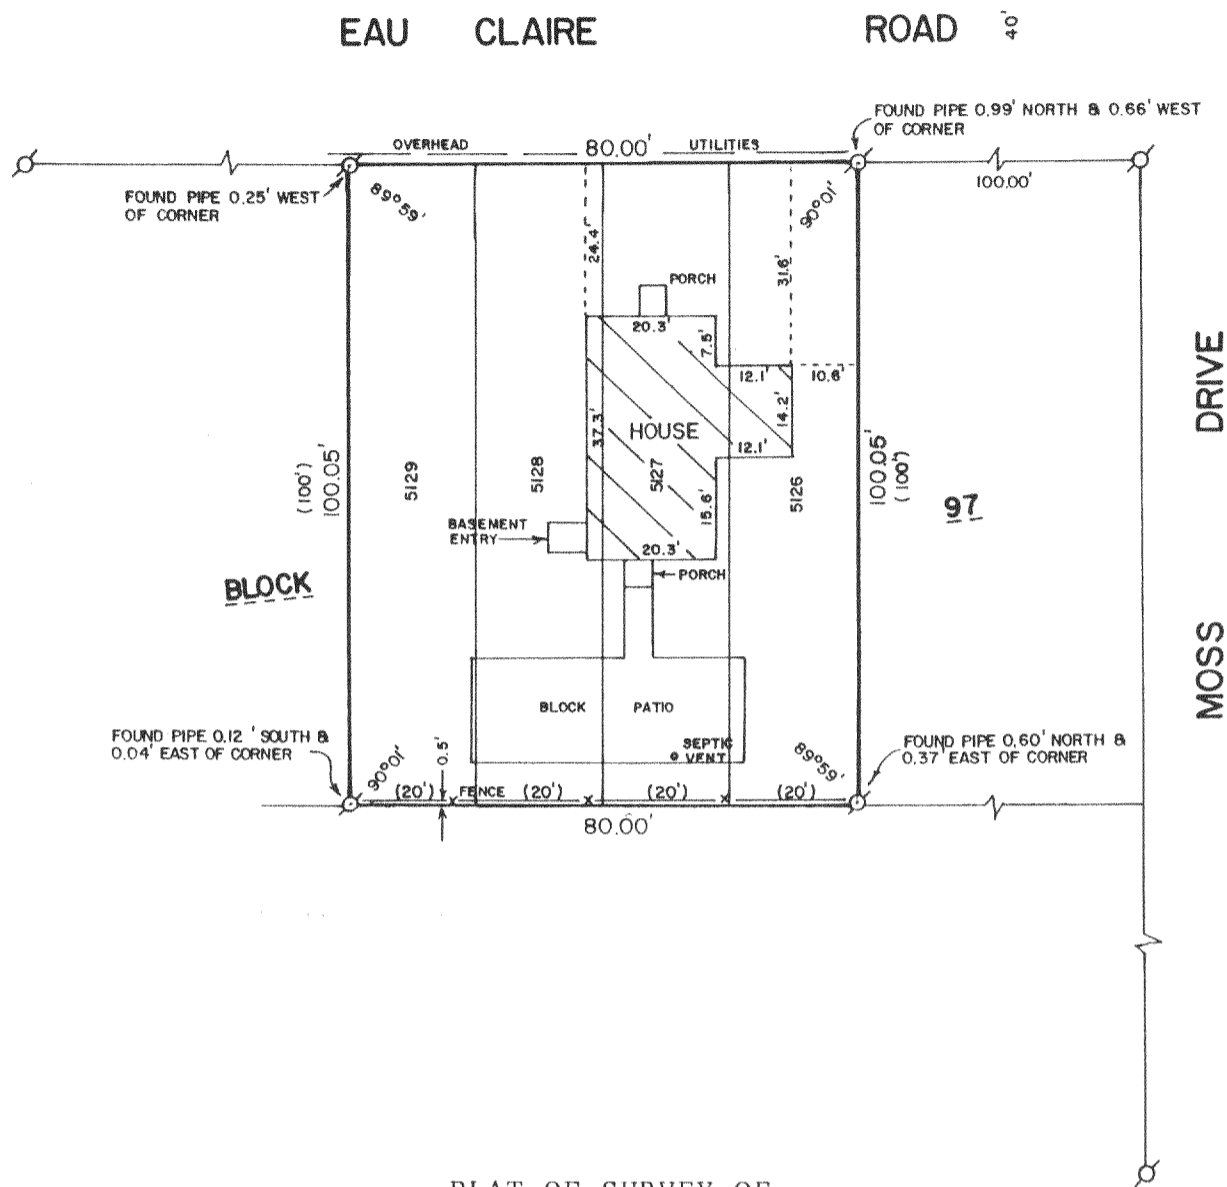 EAU CLAIRE ROAD 40'
FOUND PIPE 0.99' NORTH & 0.66' WEST
OF CORNER
OVERHEAD 80.00' UTILITIES
100.00'
FOUND PIPE 0.25' WEST
OF CORNER
89°59'
90°01'
24.4'
31.6'
PORCH
20.3'
7.5'
12.1'
10.6'
14.2'
37.3'
HOUSE
12.1'
DRIVE
(100')
100.05'
5129
5128
5127
5126
15.6'
100.05'
(100')
97
BASEMENT
ENTRY
20.3'
PORCH
BLOCK
MOSS
BLOCK PATIO
SEPTIC
VENT
FOUND PIPE 0.12' SOUTH &
0.04' EAST OF CORNER
90°01'
0.5'
89°59'
FOUND PIPE 0.60' NORTH &
0.37' EAST OF CORNER
(20') FENCE (20') (20') (20')
80.00'
PLAT OF SURVEY OF